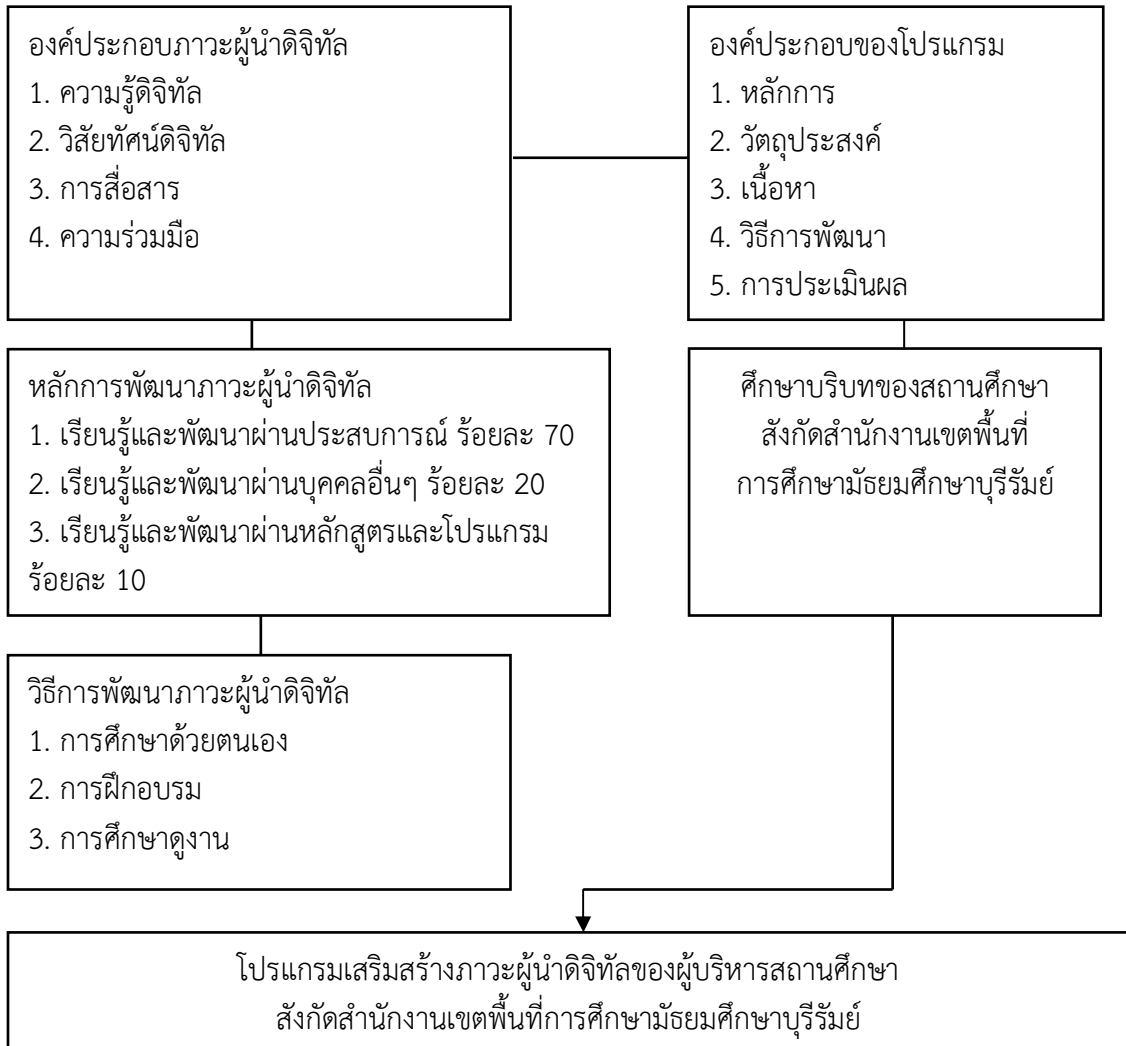 องค์ประกอบภาวะผู้นำดิจิทัล
1. ความรู้ดิจิทัล
2. วิสัยทัศน์ดิจิทัล
3. การสื่อสาร
4. ความร่วมมือ
องค์ประกอบของโปรแกรม
1. หลักการ
2. วัตถุประสงค์
3. เนื้อหา
4. วิธีการพัฒนา
5. การประเมินผล
หลักการพัฒนาภาวะผู้นำดิจิทัล
1. เรียนรู้และพัฒนาผ่านประสบการณ์ ร้อยละ 70
2. เรียนรู้และพัฒนาผ่านบุคคลอื่นๆ ร้อยละ 20
3. เรียนรู้และพัฒนาผ่านหลักสูตรและโปรแกรม
ร้อยละ 10
ศึกษาบริบทของสถานศึกษา
สังกัดสำนักงานเขตพื้นที่
การศึกษามัธยมศึกษาบุรีรัมย์
วิธีการพัฒนาภาวะผู้นำดิจิทัล
1. การศึกษาด้วยตนเอง
2. การฝึกอบรม
3. การศึกษาดูงาน
โปรแกรมเสริมสร้างภาวะผู้นำดิจิทัลของผู้บริหารสถานศึกษา
สังกัดสำนักงานเขตพื้นที่การศึกษามัธยมศึกษาบุรีรัมย์